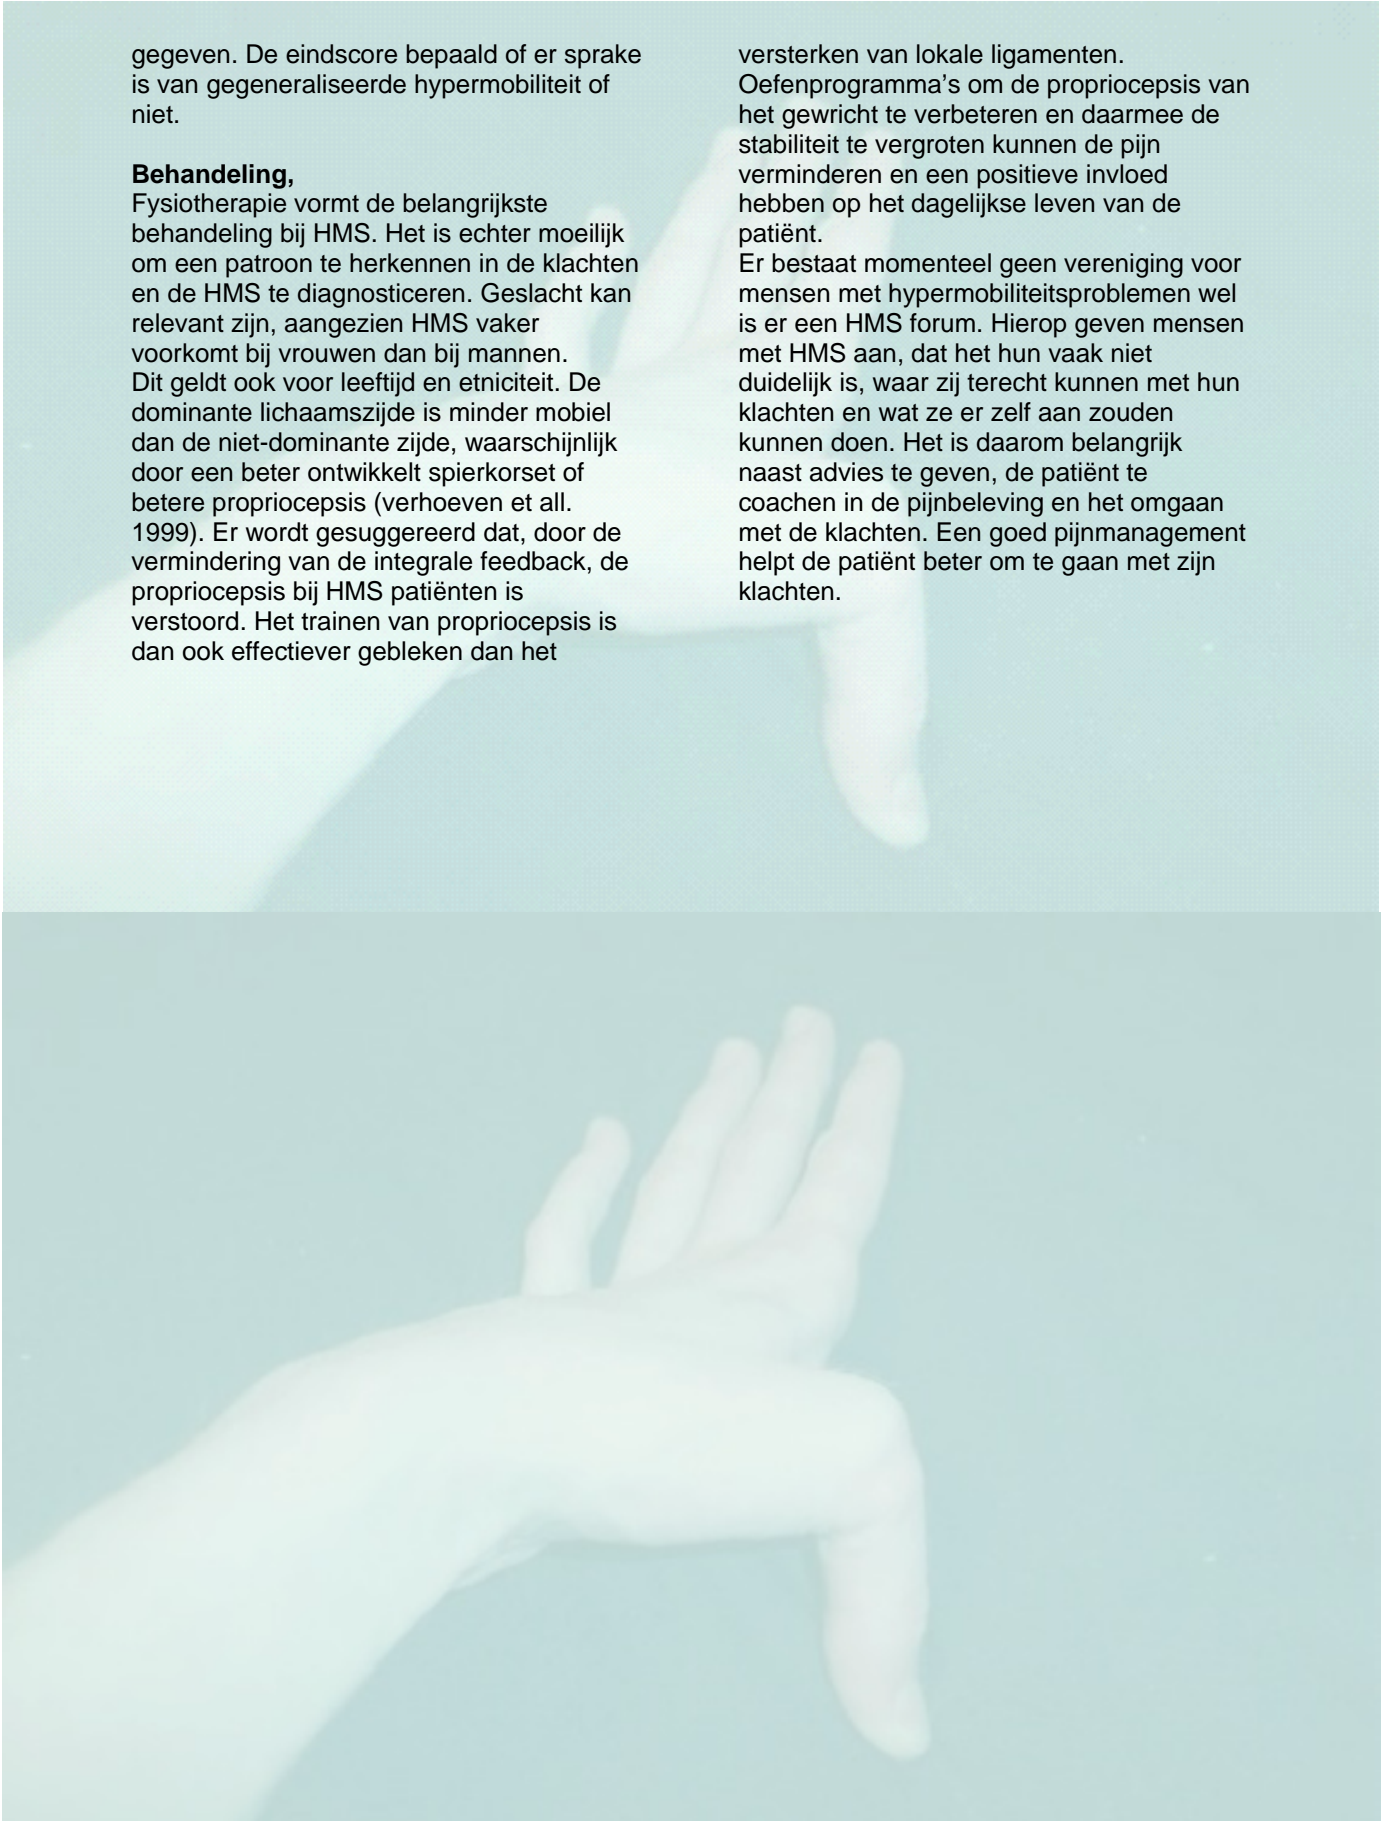 gegeven. De eindscore bepaald of er sprake
is van gegeneraliseerde hypermobiliteit of
niet.
Behandeling,
Fysiotherapie vormt de belangrijkste
behandeling bij HMS. Het is echter moeilijk
om een patroon te herkennen in de klachten
en de HMS te diagnosticeren. Geslacht kan
relevant zijn, aangezien HMS vaker
voorkomt bij vrouwen dan bij mannen.
Dit geldt ook voor leeftijd en etniciteit. De
dominante lichaamszijde is minder mobiel
dan de niet-dominante zijde, waarschijnlijk
door een beter ontwikkelt spierkorset of
betere propriocepsis (verhoeven et all.
1999). Er wordt gesuggereerd dat, door de
vermindering van de integrale feedback, de
propriocepsis bij HMS patiënten is
verstoord. Het trainen van propriocepsis is
dan ook effectiever gebleken dan het
versterken van lokale ligamenten.
Oefenprogramma's om de propriocepsis van
het gewricht te verbeteren en daarmee de
stabiliteit te vergroten kunnen de pijn
verminderen en een positieve invloed
hebben op het dagelijkse leven van de
patiënt.
Er bestaat momenteel geen vereniging voor
mensen met hypermobiliteitsproblemen wel
is er een HMS forum. Hierop geven mensen
met HMS aan, dat het hun vaak niet
duidelijk is, waar zij terecht kunnen met hun
klachten en wat ze er zelf aan zouden
kunnen doen. Het is daarom belangrijk
naast advies te geven, de patiënt te
coachen in de pijnbeleving en het omgaan
met de klachten. Een goed pijnmanagement
helpt de patiënt beter om te gaan met zijn
klachten.